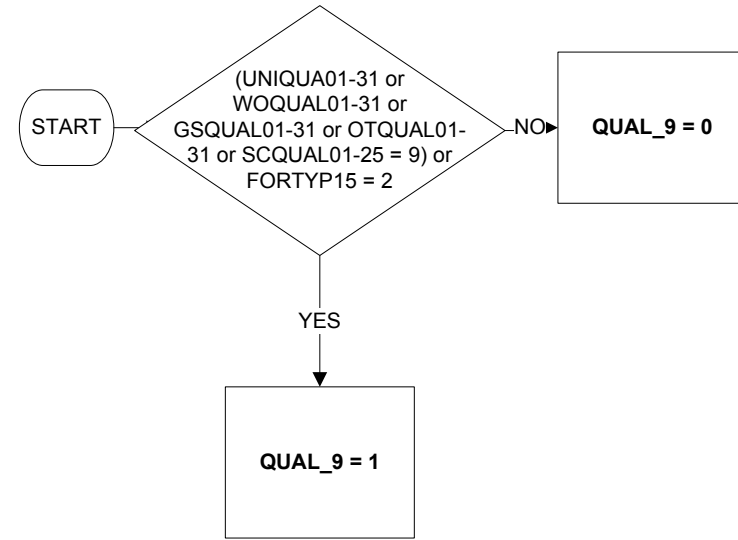 START
(UNIQUA01-31 or
WOQUAL01-31 or
GSQUAL01-31 or OTQUAL01-
31 or SCQUAL01-25 = 9) or
FORTYP15 = 2
NO
QUAL_9 = 0
YES
QUAL_9 = 1